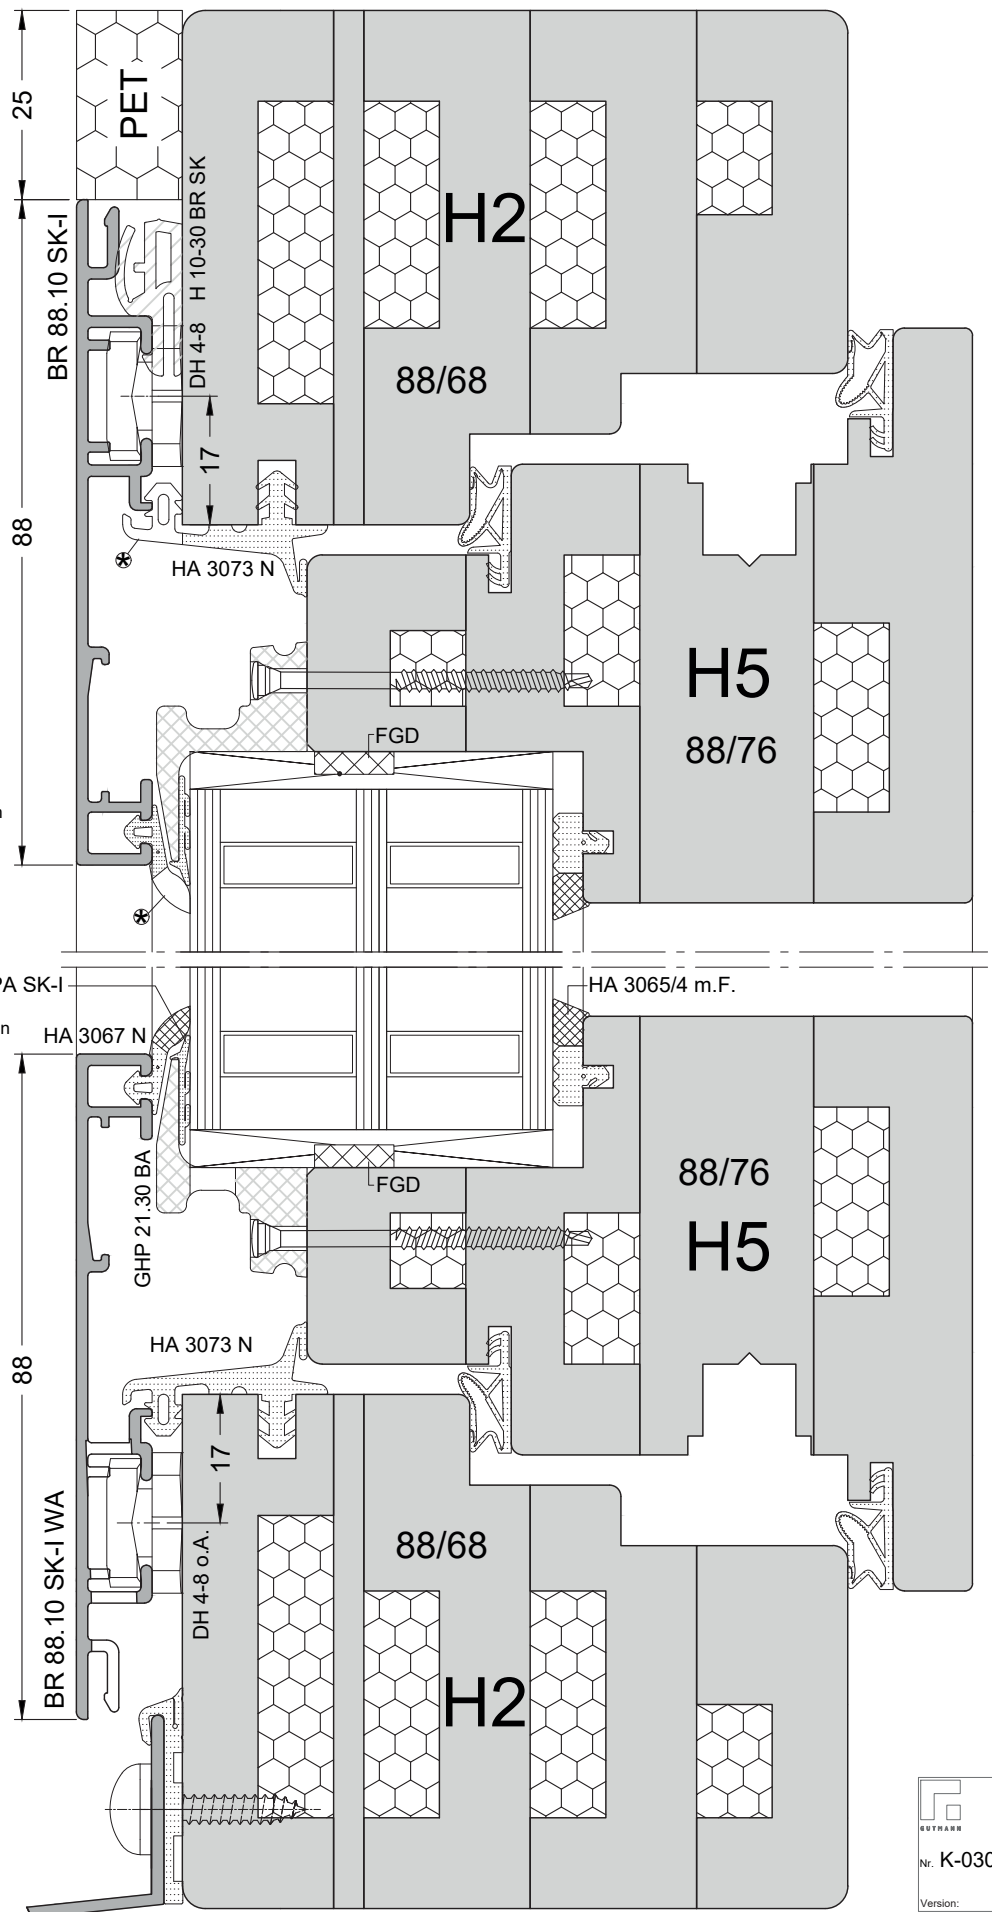 25
PET
BR 88.10 SK-I
DH 4-8 H 10-30 BR SK
H2
88/68
17
88
HA 3073 N
H5
88/76
FGD
n
PA SK-I
n
HA 3067 N
HA 3065/4 m.F.
88/76
H5
FGD
GHP 21.30 BA
HA 3073 N
88
17
88/68
DH 4-8 o.A.
BR 88.10 SK-I WA
H2
GUTMANN
Nr. K-030
Version: